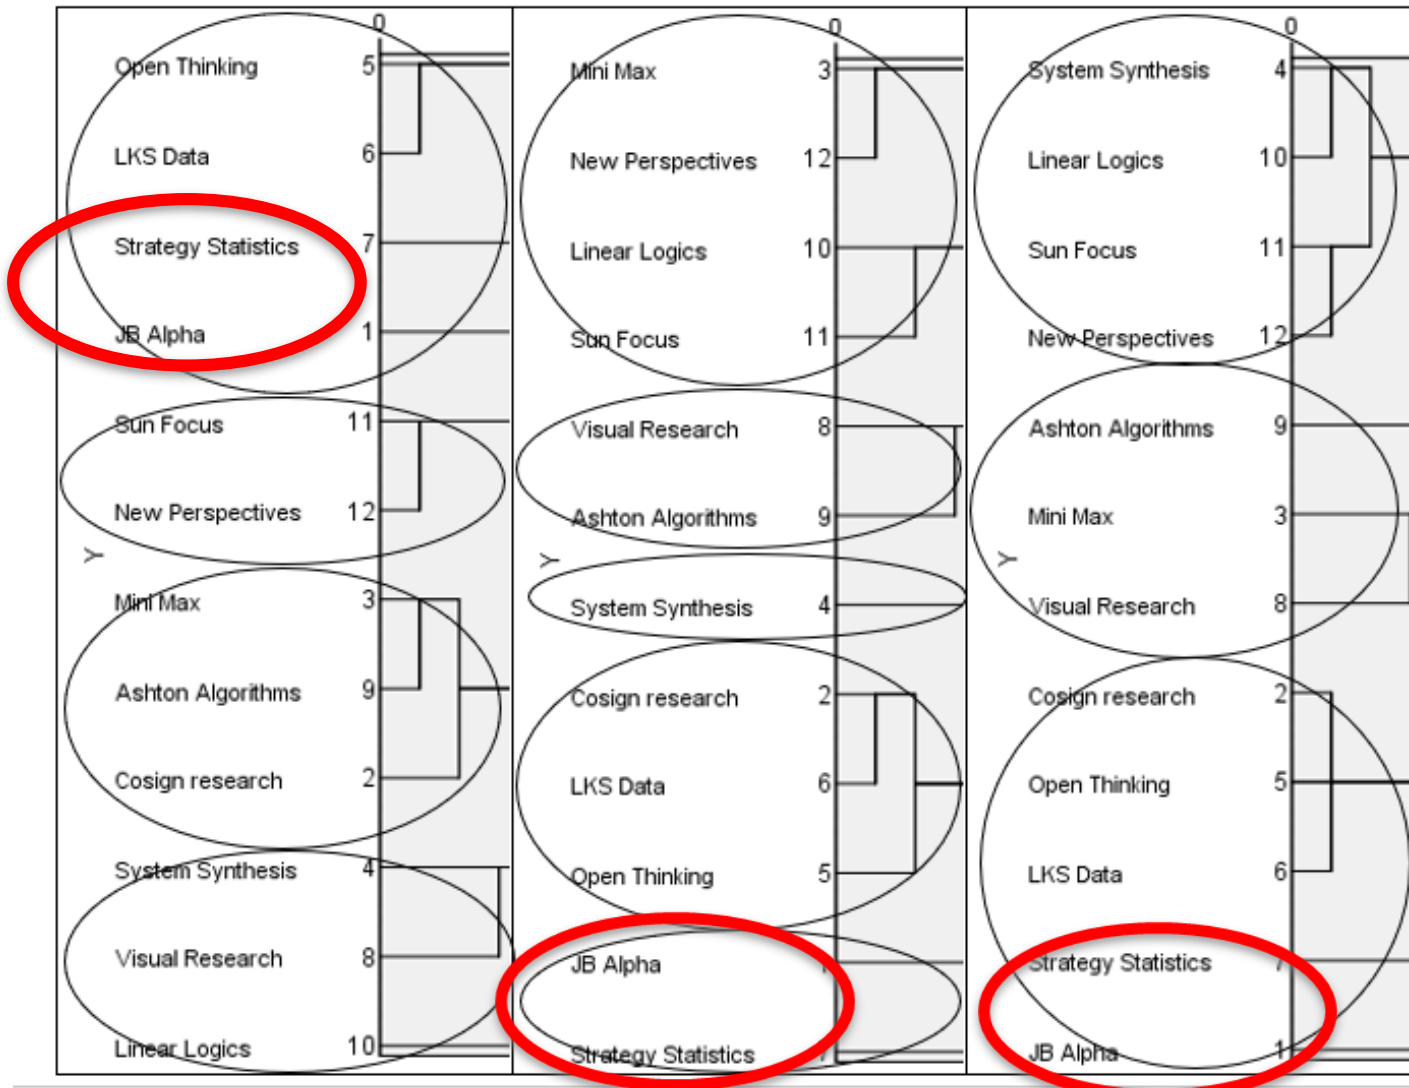 0
Open Thinking 5
LKS Data 6
Strategy Statistics 7
JB Alpha 1
Sun Focus 11
New Perspectives 12
Y
Mini Max 3
Ashton Algorithms 9
Cosign research 2
System Synthesis 4
Visual Research 8
Linear Logics 10
0
Mini Max 3
New Perspectives 12
Linear Logics 10
Sun Focus 11
Visual Research 8
Ashton Algorithms 9
Y
System Synthesis 4
Cosign research 2
LKS Data 6
Open Thinking 5
JB Alpha
Strategy Statistics
0
System Synthesis 4
Linear Logics 10
Sun Focus 11
New Perspectives 12
Ashton Algorithms 9
Mini Max 3
Y
Visual Research 8
Cosign research 2
Open Thinking 5
LKS Data 6
Strategy Statistics 7
JB Alpha 1